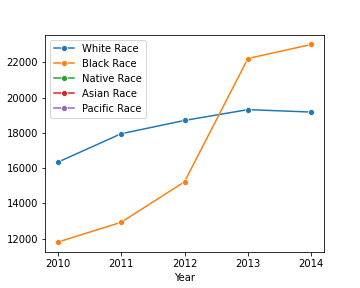 White Race
Black Race
Native Race
Asian Race
Pacific Race
22000
20000
18000
16000
14000
12000
2010 2011 2012 2013 2014
Year